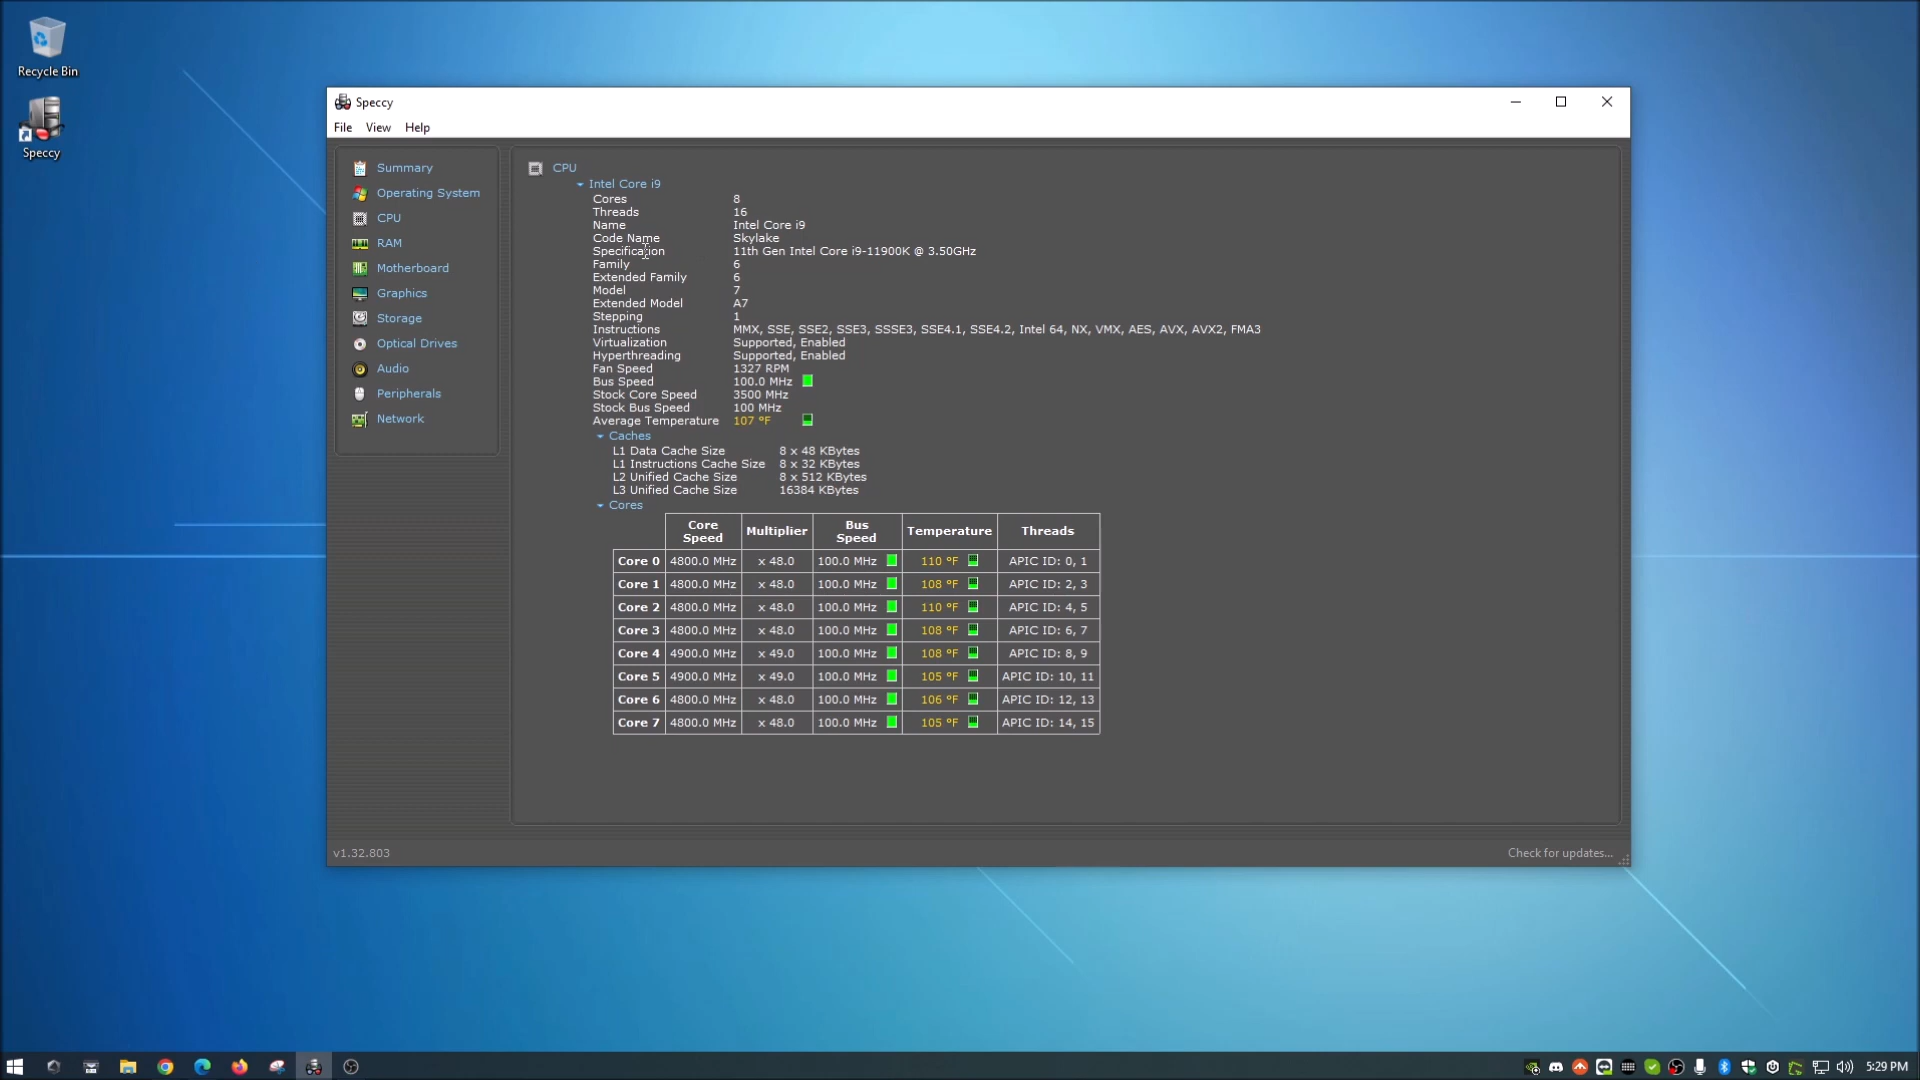 Recycle Bin
Speccy
Speccy
File View Help
Summary
Operating System
CPU
RAM
Motherboard
Graphics
Storage
Optical Drives
Audio
Peripherals
Network
CPU
Intel Core i9
Cores 8
Threads 16
Name Intel Core i9
Code Name Skylake
Specification 11th Gen Intel Core i9-11900K @ 3.50GHz
Family 6
Extended Family 6
Model 7
Extended Model A7
Stepping 1
Instructions MMX, SSE, SSE2, SSE3, SSSE3, SSE4.1, SSE4.2, Intel 64, NX, VMX, AES, AVX, AVX2, FMA3
Virtualization Supported, Enabled
Hyperthreading Supported, Enabled
Fan Speed 1327 RPM
Bus Speed 100.0 MHz
Stock Core Speed 3500 MHz
Stock Bus Speed 100 MHz
Average Temperature 107 °F
Caches
L1 Data Cache Size 8 x 48 KBytes
L1 Instructions Cache Size 8 x 32 KBytes
L2 Unified Cache Size 8 x 512 KBytes
L3 Unified Cache Size 16384 KBytes
Cores
Core Speed Multiplier Bus Speed Temperature Threads
Core 0 4800.0 MHz x 48.0 100.0 MHz 110 °F APIC ID: 0, 1
Core 1 4800.0 MHz x 48.0 100.0 MHz 108 °F APIC ID: 2, 3
Core 2 4800.0 MHz x 48.0 100.0 MHz 110 °F APIC ID: 4, 5
Core 3 4800.0 MHz x 48.0 100.0 MHz 108 °F APIC ID: 6, 7
Core 4 4900.0 MHz x 49.0 100.0 MHz 108 °F APIC ID: 8, 9
Core 5 4900.0 MHz x 49.0 100.0 MHz 105 °F APIC ID: 10, 11
Core 6 4800.0 MHz x 48.0 100.0 MHz 106 °F APIC ID: 12, 13
Core 7 4800.0 MHz x 48.0 100.0 MHz 105 °F APIC ID: 14, 15
v1.32.803 Check for updates...
5:29 PM